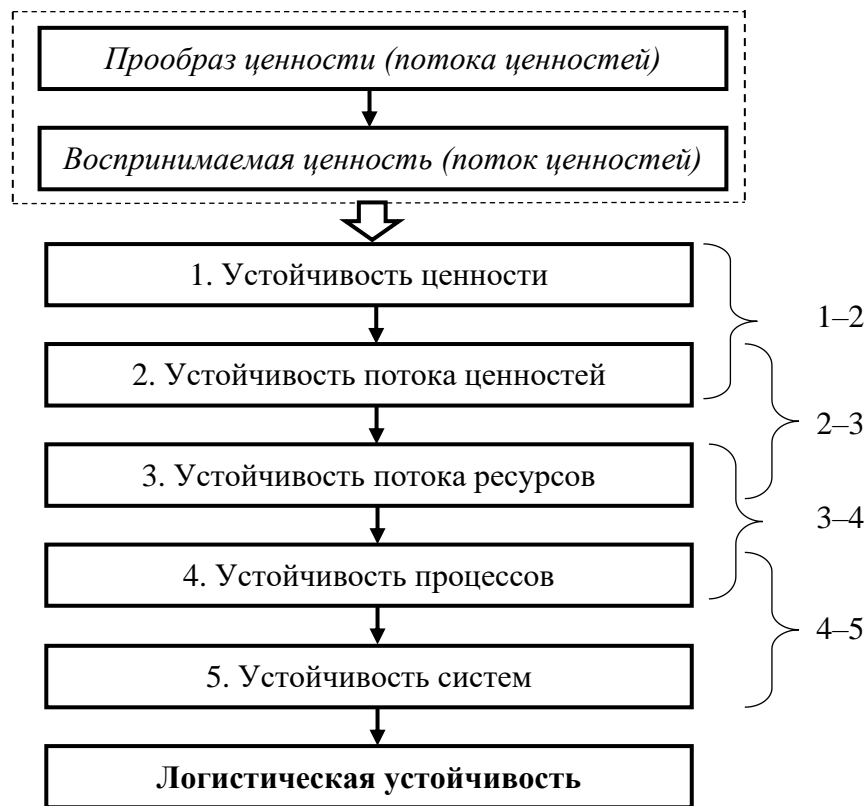 Прообраз ценности (потока ценностей)
Воспринимаемая ценность (поток ценностей)
1. Устойчивость ценности
1–2
2. Устойчивость потока ценностей
2–3
3. Устойчивость потока ресурсов
3–4
4. Устойчивость процессов
4–5
5. Устойчивость систем
Логистическая устойчивость